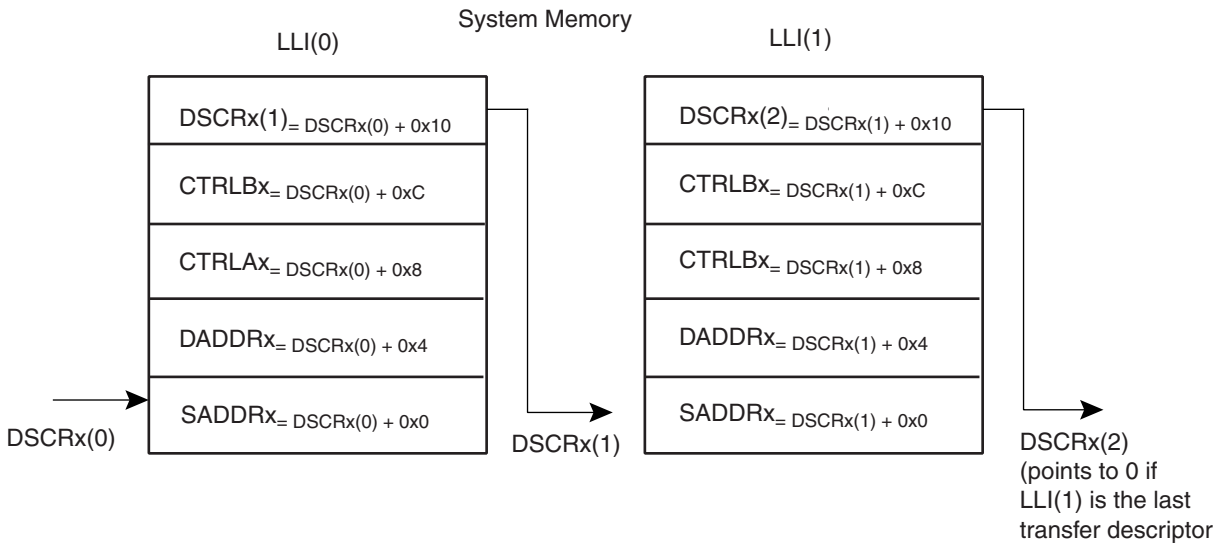 System Memory
LLI(0)
LLI(1)
DSCRx(1)= DSCRx(0) + 0x10
CTRLBx= DSCRx(0) + 0xC
CTRLAx= DSCRx(0) + 0x8
DADDRx= DSCRx(0) + 0x4
SADDRx= DSCRx(0) + 0x0
DSCRx(0)
DSCRx(1)
DSCRx(2)= DSCRx(1) + 0x10
CTRLBx= DSCRx(1) + 0xC
CTRLBx= DSCRx(1) + 0x8
DADDRx= DSCRx(1) + 0x4
SADDRx= DSCRx(1) + 0x0
DSCRx(2)
(points to 0 if
LLI(1) is the last
transfer descriptor